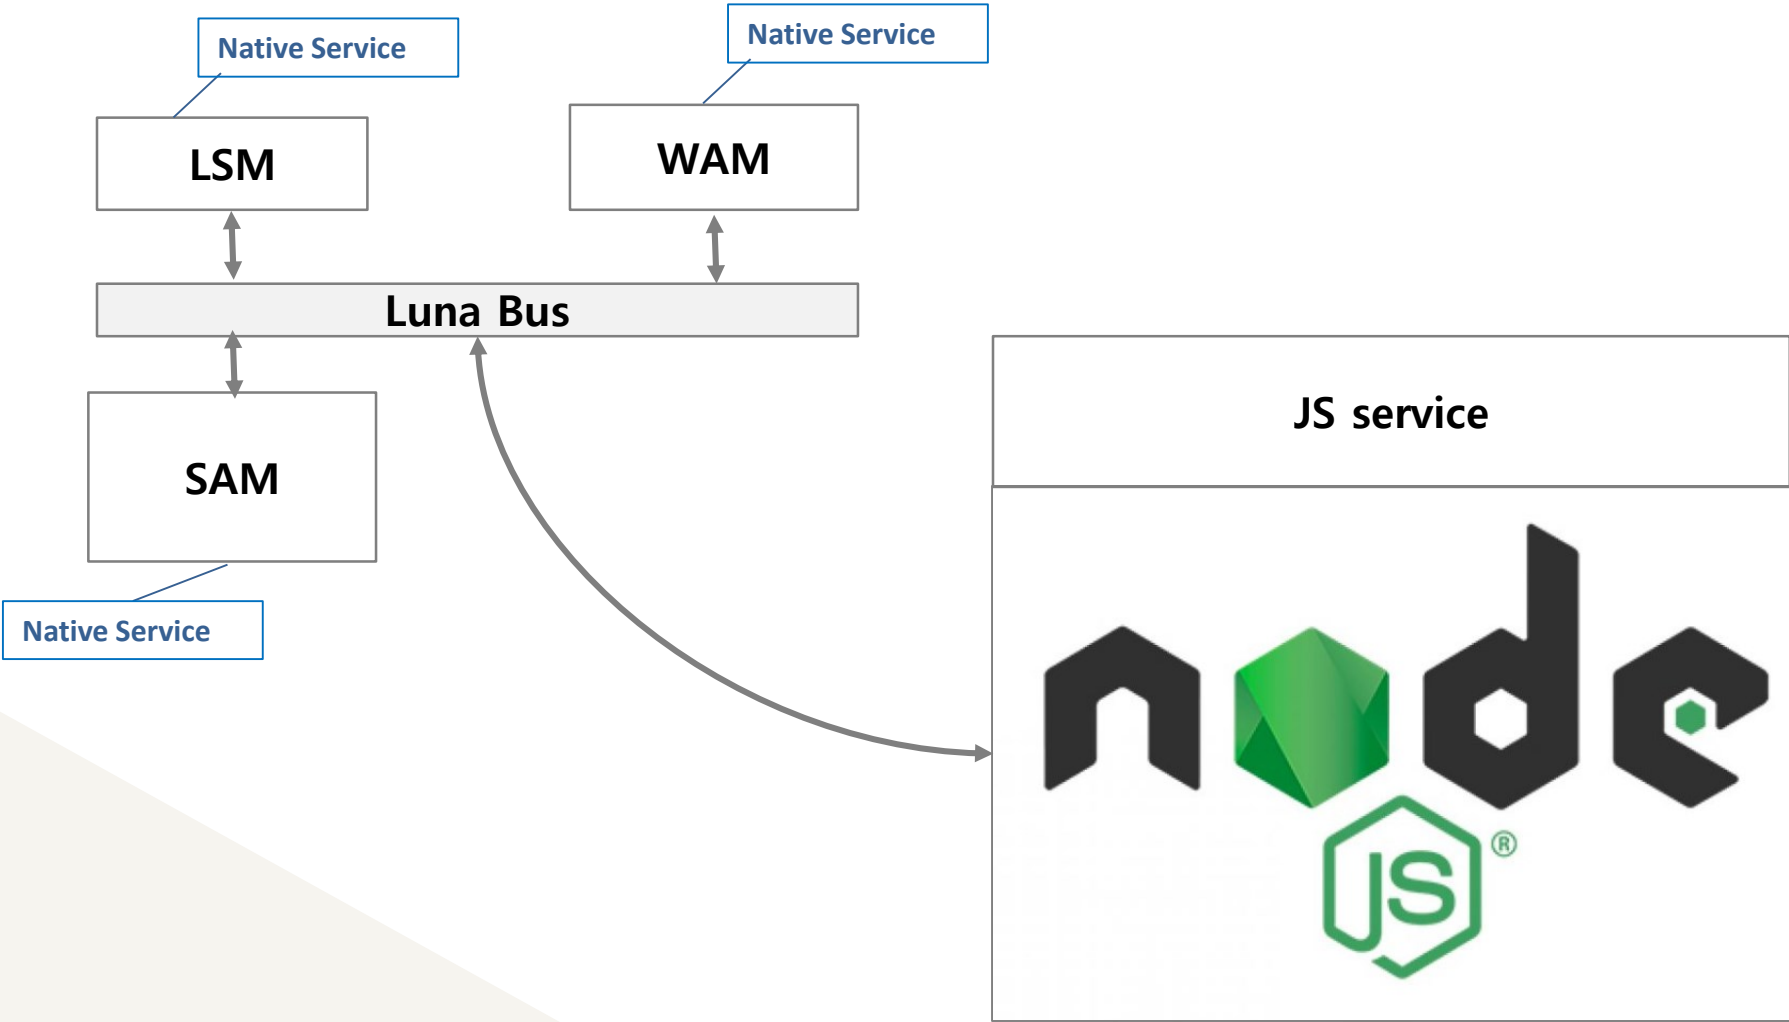 Native Service
Native Service
LSM
WAM
Luna Bus
SAM
Native Service
JS service
node
JS
®